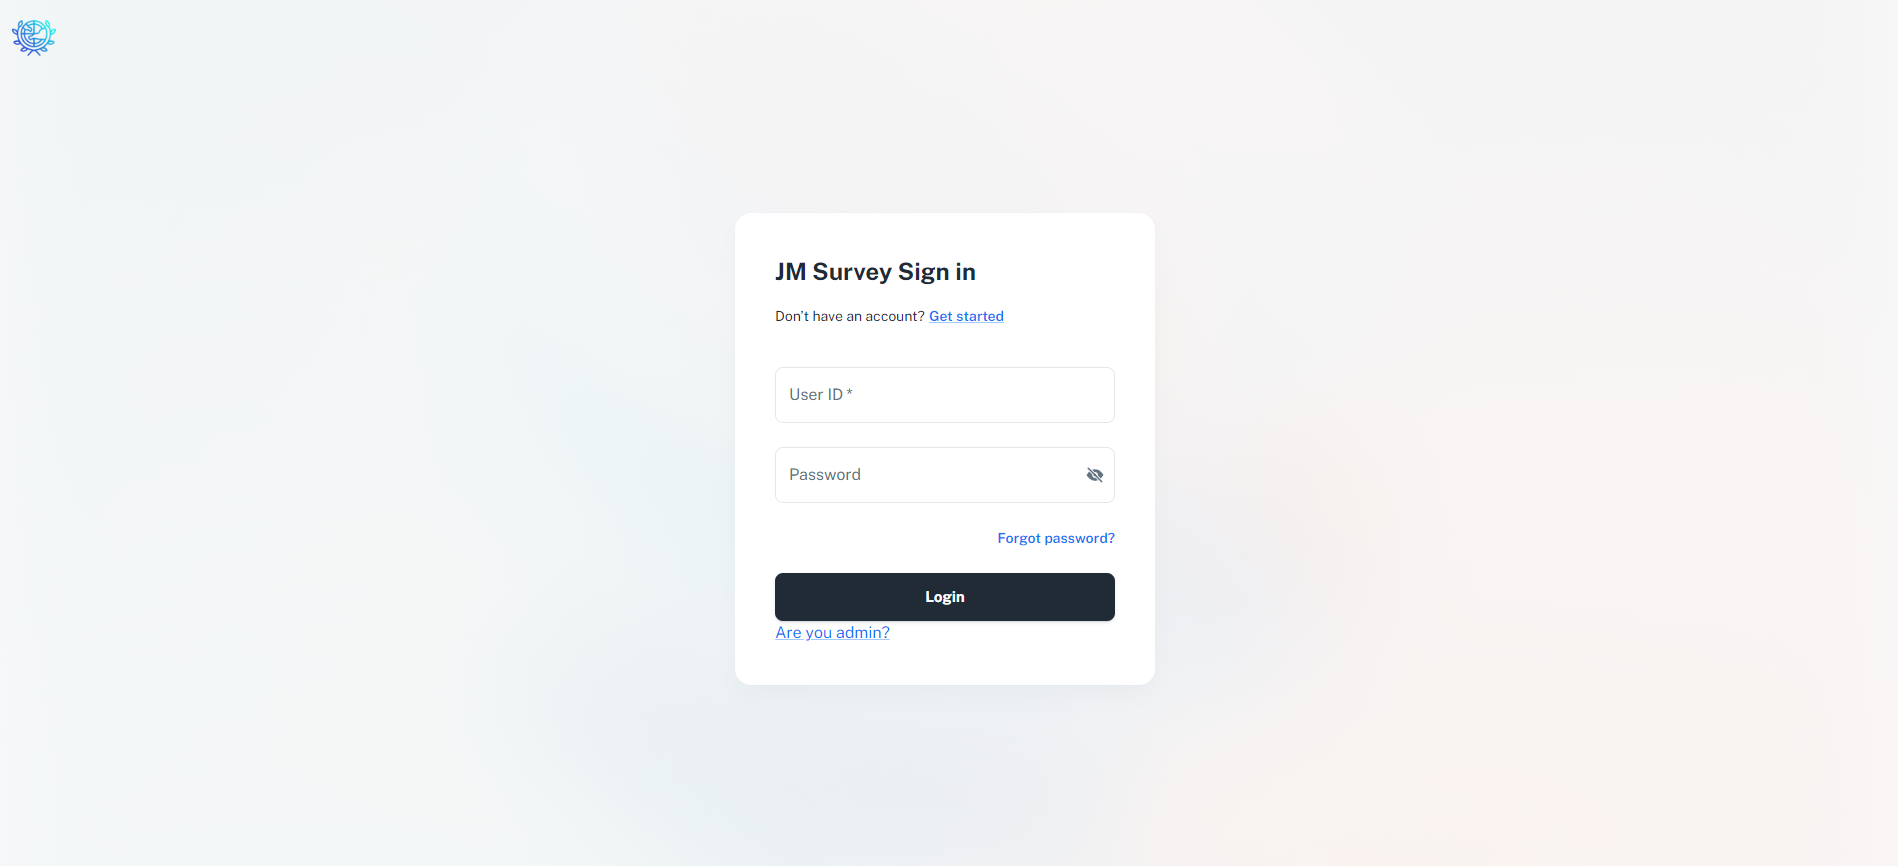 JM Survey Sign in
Don't have an account? Get started
User ID *
Password
Forgot password?
Login
Are you admin?